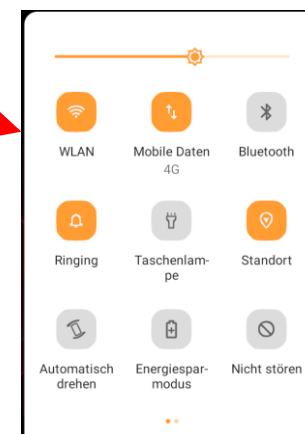 WLAN
Mobile Daten
4G
Bluetooth
Ringing
Taschenlam-
pe
Standort
Automatisch
drehen
Energiespar-
modus
Nicht stören